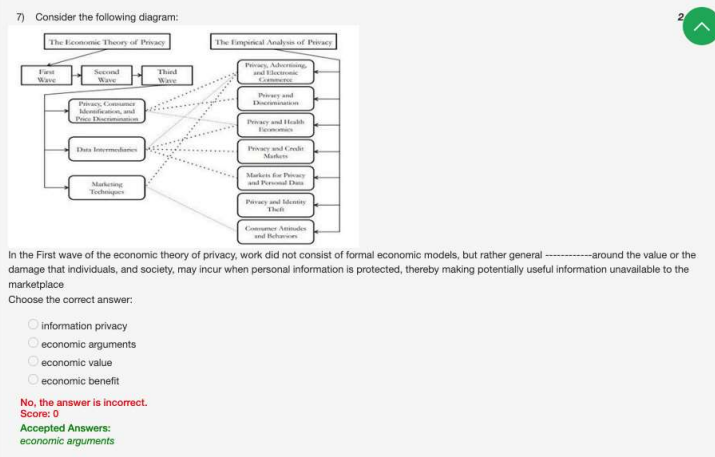 7) Consider the following diagram:
2
The Economic Theory of Privacy
The Empirical Analysis of Privacy
First
Wave
Second
Wave
Third
Wave
Privacy, Consumer
Identification, and
Price Discrimination
Data Intermediaries
Marketing
Techniques
Privacy, Advertising,
and Electronic
Commerce
Privacy and
Discrimination
Privacy and Health
Economics
Privacy and Credit
Markets
Markets for Privacy
and Personal Data
Privacy and Identity
Theft
Consumer Attitudes
and Behaviors
In the First wave of the economic theory of privacy, work did not consist of formal economic models, but rather general ------------around the value or the
damage that individuals, and society, may incur when personal information is protected, thereby making potentially useful information unavailable to the
marketplace
Choose the correct answer:
information privacy
economic arguments
economic value
economic benefit
No, the answer is incorrect.
Score: 0
Accepted Answers:
economic arguments